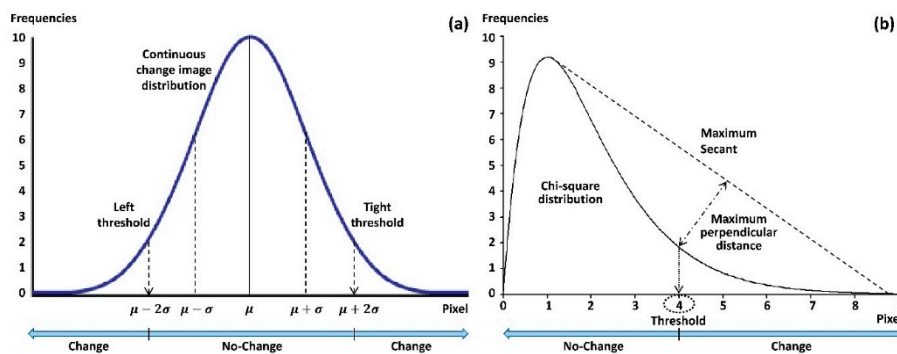 Frequencies
(a)
10
9
8
7
6
5
4
3
2
1
0
Continuous
change image
distribution
Left
threshold
Tight
threshold
μ − 2σ
μ − σ
μ
μ + σ
μ + 2σ
Pixel
Change
No-Change
Change
Frequencies
(b)
10
9
8
7
6
5
4
3
2
1
0
Maximum
Secant
Chi-square
distribution
Maximum
perpendicular
distance
0
1
2
3
4
5
6
7
8
Pixe
Threshold
No-Change
Change